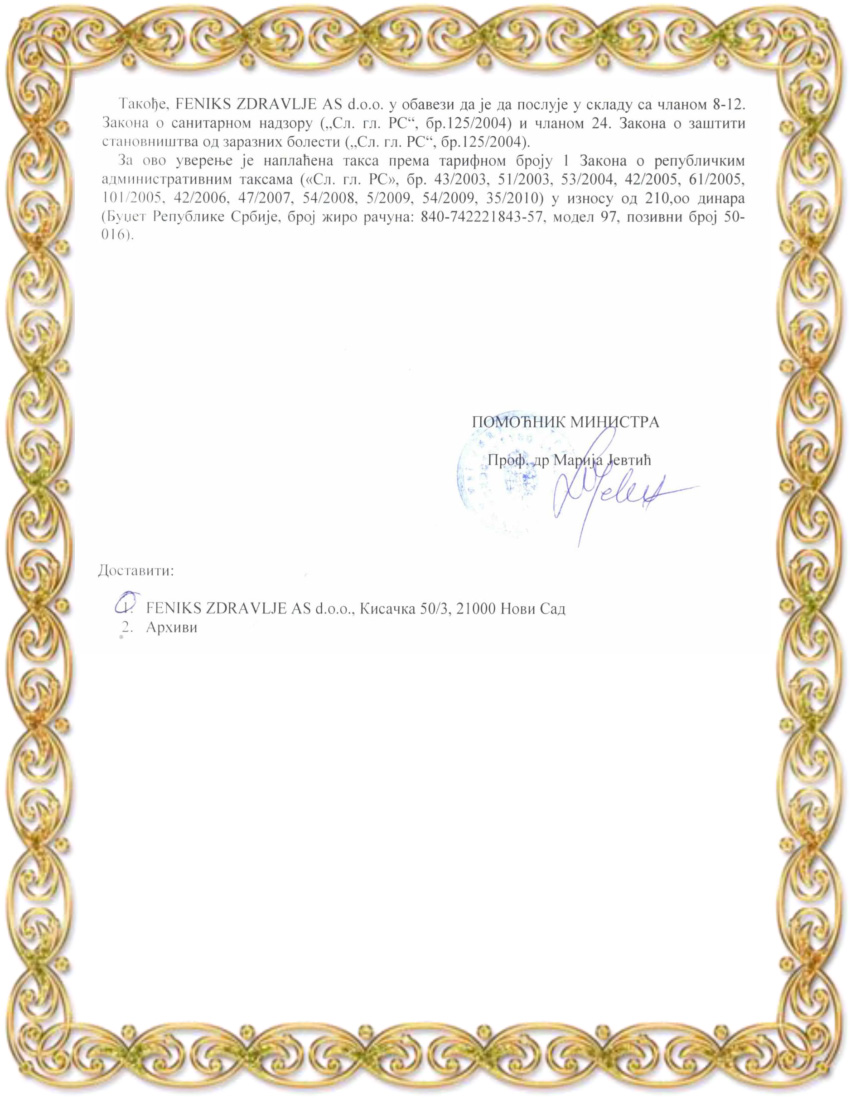 Такође, FENIKS ZDRAVLJE AS d.o.o. у обавези да је да послује у складу са чланом 8-12.
Закона о санитарном надзору („Сл. гл. РС“, бр.125/2004) и чланом 24. Закона о заштити
становништва од заразних болести („Сл. гл. РС“, бр.125/2004).
За ово уверење је наплаћена такса према тарифном броју 1 Закона о републичким
административним таксама («Сл. гл. РС», бр. 43/2003, 51/2003, 53/2004, 42/2005, 61/2005,
101/2005, 42/2006, 47/2007, 54/2008, 5/2009, 54/2009, 35/2010) у износу од 210,оо динара
(Буџет Републике Србије, број жиро рачуна: 840-742221843-57, модел 97, позивни број 50-
016).
ПОМОЋНИК МИНИСТРА
Проф. др Марија Јевтић
Доставити:
1. FENIKS ZDRAVLJE AS d.o.o., Кисачка 50/3, 21000 Нови Сад
2. Архиви